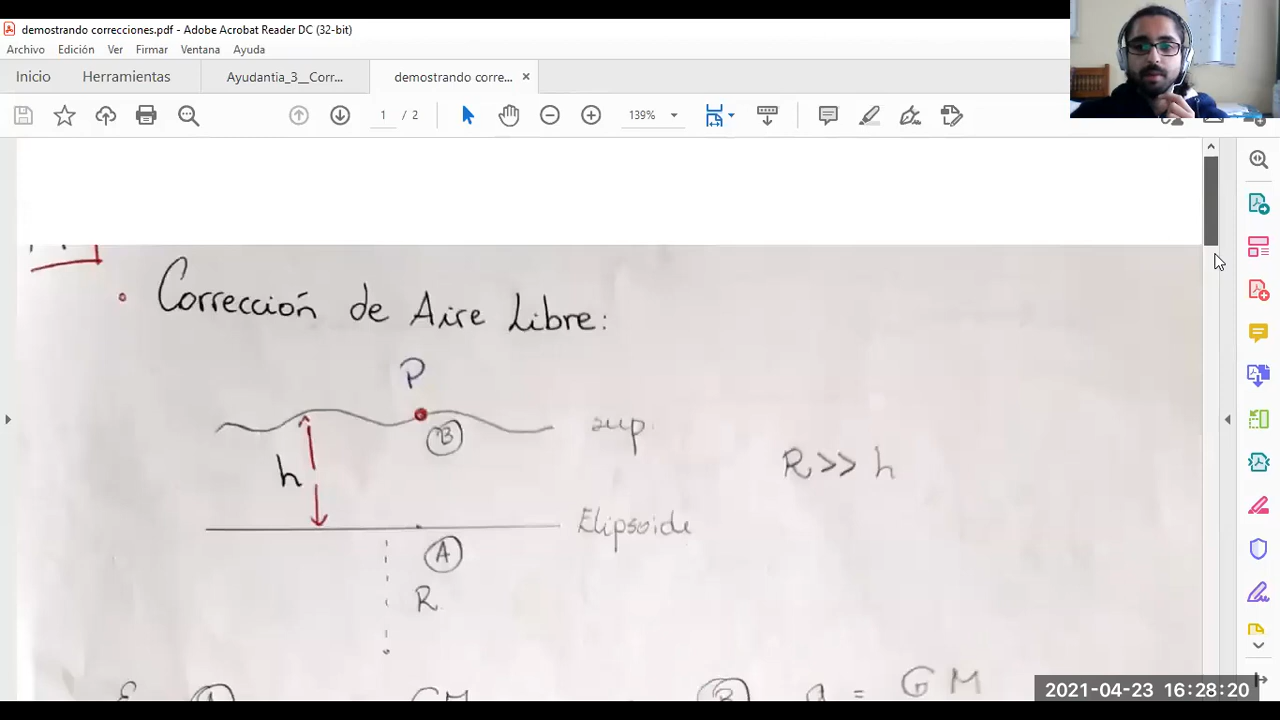 demostrando correcciones.pdf - Adobe Acrobat Reader DC (32-bit)
Archivo Edición Ver Firmar Ventana Ayuda
Inicio Herramientas Ayudantia_3__Corr... demostrando corre... ×
1 / 2 139%
• Corrección de Aire Libre:
P
B sup.
h R >> h
Elipsoide
A
R
A GM B g = GM
2021-04-23 16:28:20